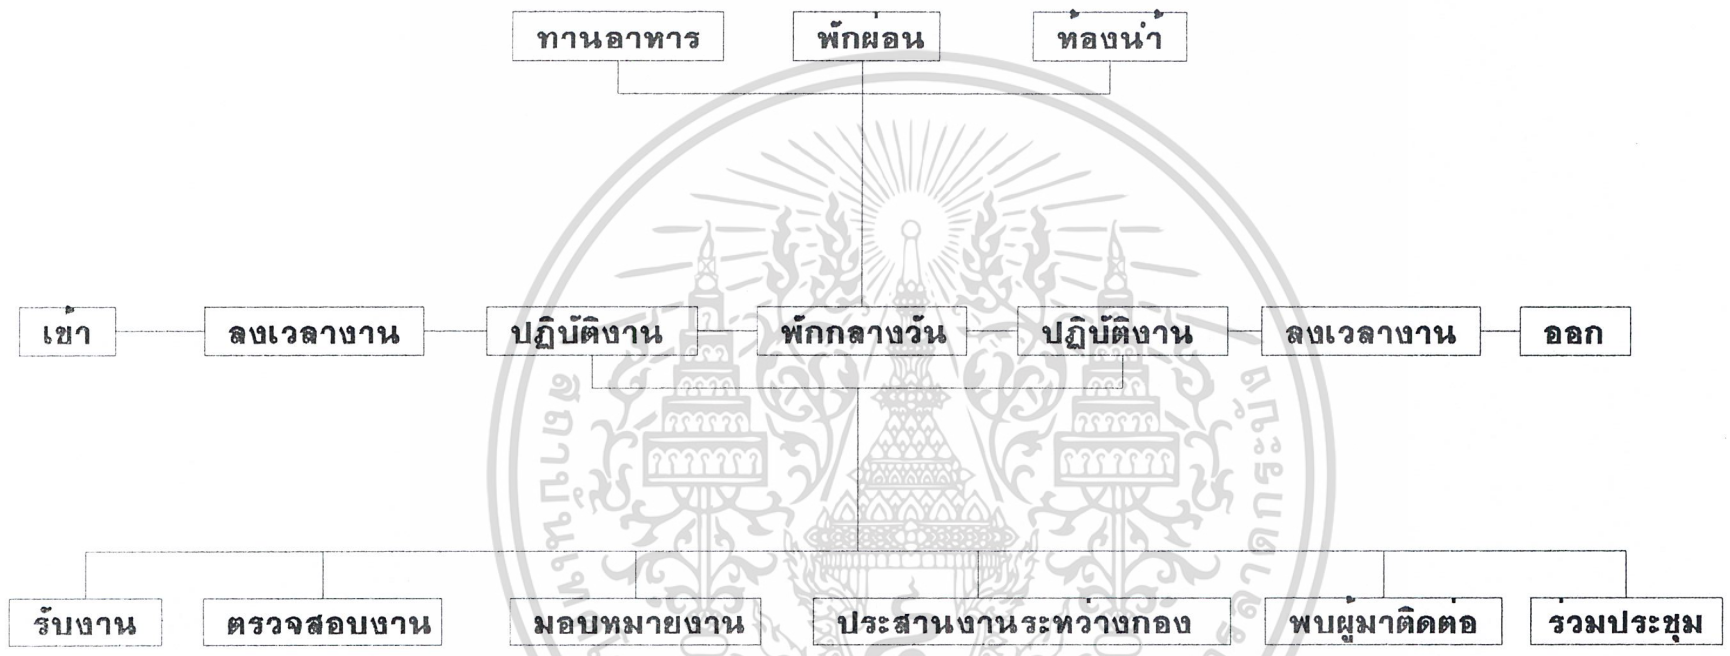 ทานอาหาร พักผ่อน ห้องน้ำ
เข้า ลงเวลางาน ปฏิบัติงาน พักกลางวัน ปฏิบัติงาน ลงเวลางาน ออก
รับงาน ตรวจสอบงาน มอบหมายงาน ประสานงานระหว่างกอง พบผู้มาติดต่อ ร่วมประชุม